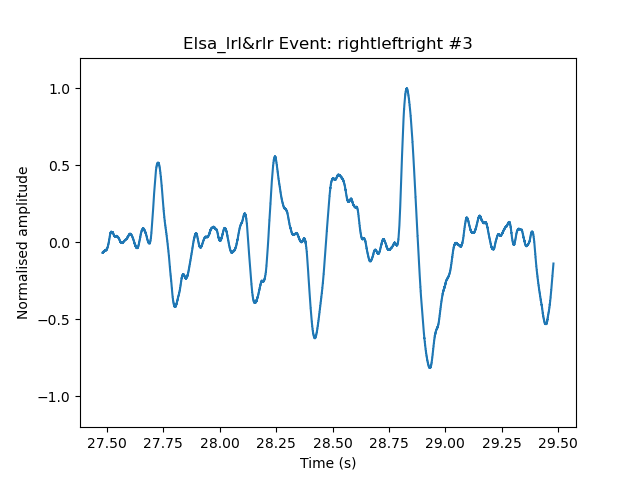 Elsa_lrl&rlr Event: rightleftright #3
1.0
0.5
0.0
−0.5
−1.0
Normalised amplitude
27.50 27.75 28.00 28.25 28.50 28.75 29.00 29.25 29.50
Time (s)